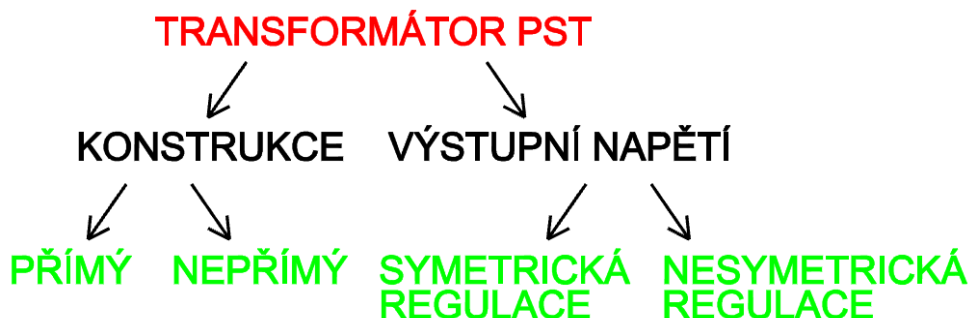 TRANSFORMÁTOR PST
KONSTRUKCE
VÝSTUPNÍ NAPĚTÍ
PŘÍMÝ
NEPŘÍMÝ
SYMETRICKÁ
REGULACE
NESYMETRICKÁ
REGULACE